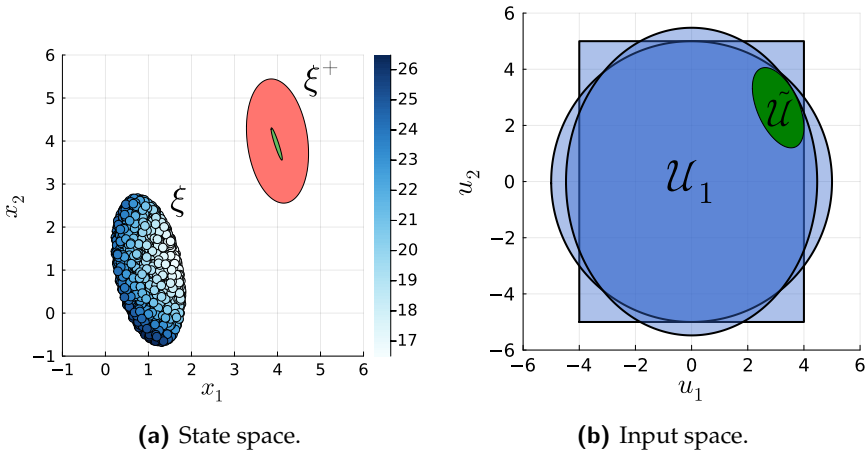 6
5
4
3
2
1
0
−1
x₂
−1 0 1 2 3 4 5 6
x₁
ξ
ξ⁺
26
25
24
23
22
21
20
19
18
17
6
4
2
0
−2
−4
−6
u₂
−6 −4 −2 0 2 4 6
u₁
𝒰₁
𝒰̃
(a) State space.
(b) Input space.